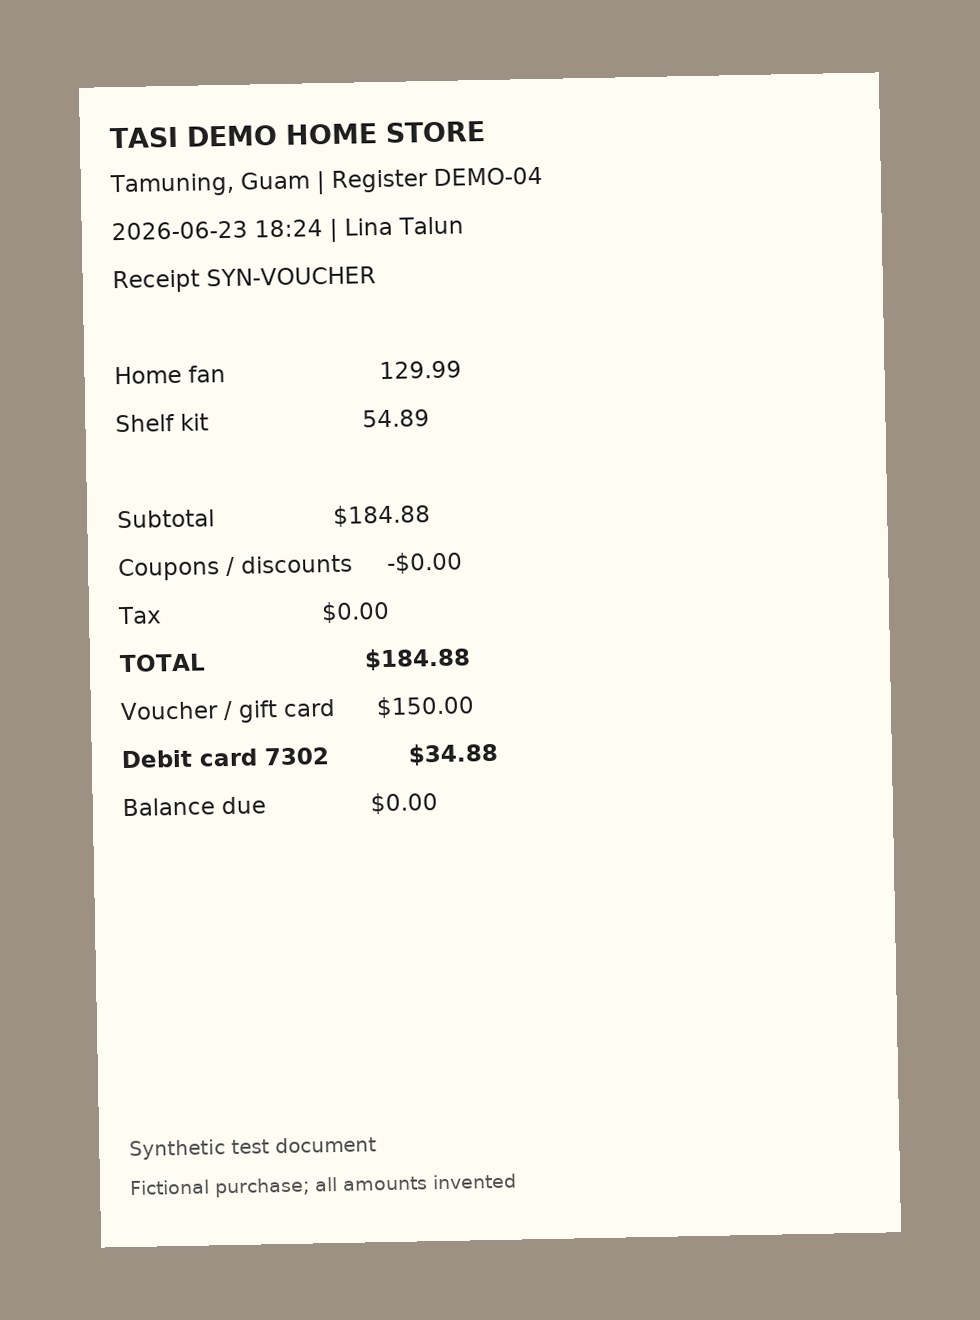 TASI DEMO HOME STORE
Tamuning, Guam | Register DEMO-04
2026-06-23 18:24 | Lina Talun
Receipt SYN-VOUCHER
Home fan 129.99
Shelf kit 54.89
Subtotal $184.88
Coupons / discounts -$0.00
Tax $0.00
TOTAL $184.88
Voucher / gift card $150.00
Debit card 7302 $34.88
Balance due $0.00
Synthetic test document
Fictional purchase; all amounts invented